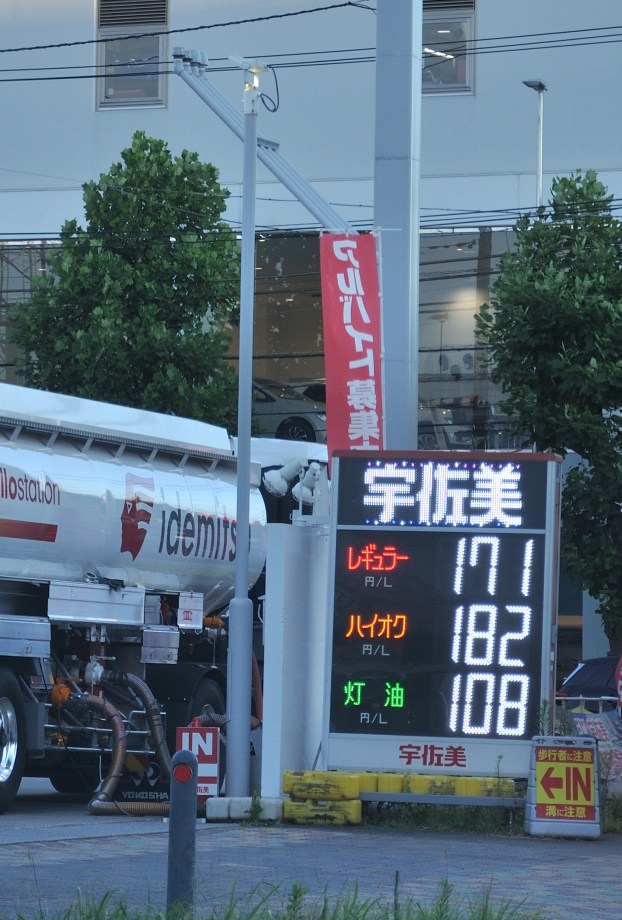 アルバイト募集中
llostation
idemits
宇佐美
レギュラー 171
円/L
ハイオク 182
円/L
灯油 108
円/L
宇佐美
IN
歩行者に注意
←IN
溝に注意